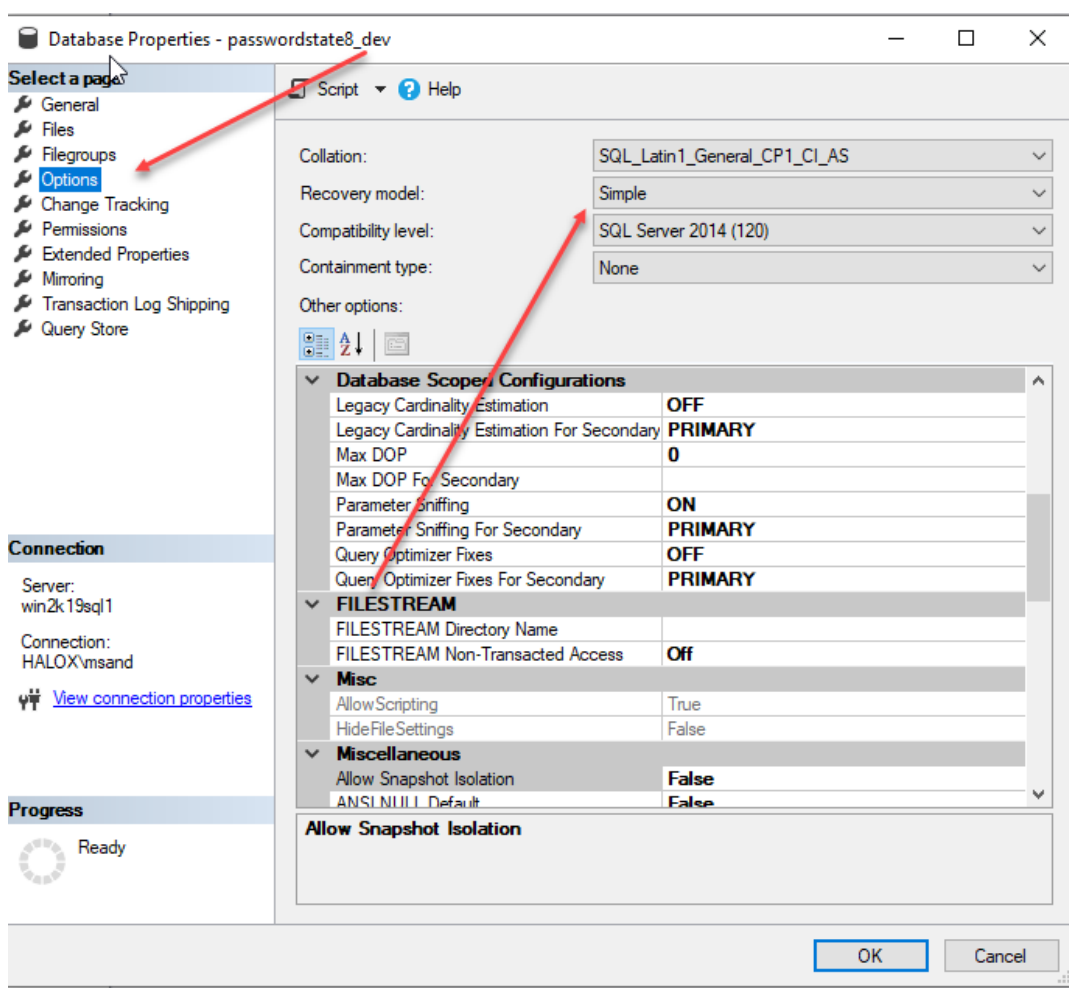 Database Properties - passwordstate8_dev
Select a page
General
Files
Filegroups
Options
Change Tracking
Permissions
Extended Properties
Mirroring
Transaction Log Shipping
Query Store
Connection
Server:
win2k19sql1
Connection:
HALOX\msand
View connection properties
Progress
Ready
Script Help
Collation: SQL_Latin1_General_CP1_CI_AS
Recovery model: Simple
Compatibility level: SQL Server 2014 (120)
Containment type: None
Other options:
Database Scoped Configurations
Legacy Cardinality Estimation OFF
Legacy Cardinality Estimation For Secondary PRIMARY
Max DOP 0
Max DOP For Secondary
Parameter Sniffing ON
Parameter Sniffing For Secondary PRIMARY
Query Optimizer Fixes OFF
Query Optimizer Fixes For Secondary PRIMARY
FILESTREAM
FILESTREAM Directory Name
FILESTREAM Non-Transacted Access Off
Misc
AllowScripting True
HideFileSettings False
Miscellaneous
Allow Snapshot Isolation False
ANSI NULL Default False
Allow Snapshot Isolation
OK Cancel